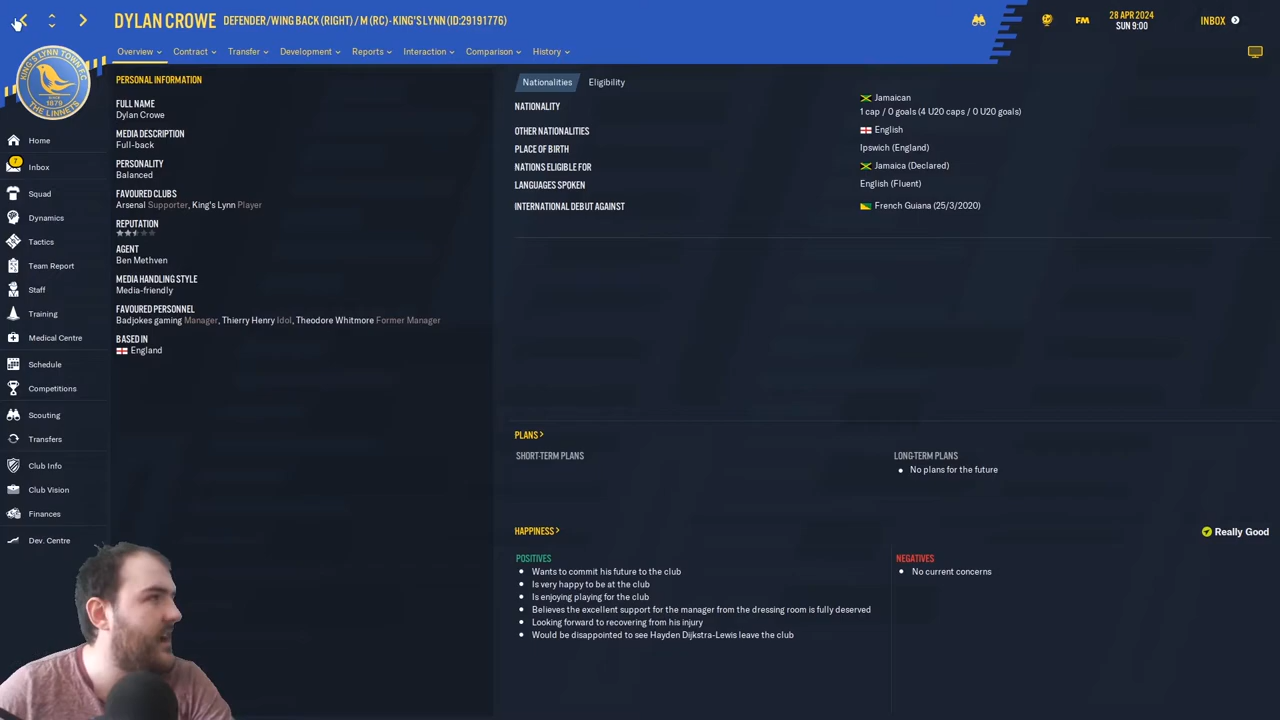 DYLAN CROWE DEFENDER/WING BACK (RIGHT) / M (RC) - KING'S LYNN (ID:29191776)
28 APR 2024
SUN 9:00
FM
INBOX
Overview Contract Transfer Development Reports Interaction Comparison History
KING'S LYNN TOWN F.C
SINCE
1879
THE LINNETS
Home
7
Inbox
Squad
Dynamics
Tactics
Team Report
Staff
Training
Medical Centre
Schedule
Competitions
Scouting
Transfers
Club Info
Club Vision
Finances
Dev. Centre
PERSONAL INFORMATION
FULL NAME
Dylan Crowe
MEDIA DESCRIPTION
Full-back
PERSONALITY
Balanced
FAVOURED CLUBS
Arsenal Supporter, King's Lynn Player
REPUTATION
AGENT
Ben Methven
MEDIA HANDLING STYLE
Media-friendly
FAVOURED PERSONNEL
Badjokes gaming Manager, Thierry Henry Idol, Theodore Whitmore Former Manager
BASED IN
England
Nationalities Eligibility
NATIONALITY Jamaican
1 cap / 0 goals (4 U20 caps / 0 U20 goals)
OTHER NATIONALITIES English
PLACE OF BIRTH Ipswich (England)
NATIONS ELIGIBLE FOR Jamaica (Declared)
LANGUAGES SPOKEN English (Fluent)
INTERNATIONAL DEBUT AGAINST French Guiana (25/3/2020)
PLANS >
SHORT-TERM PLANS
LONG-TERM PLANS
No plans for the future
HAPPINESS >
Really Good
POSITIVES
Wants to commit his future to the club
Is very happy to be at the club
Is enjoying playing for the club
Believes the excellent support for the manager from the dressing room is fully deserved
Looking forward to recovering from his injury
Would be disappointed to see Hayden Dijkstra-Lewis leave the club
NEGATIVES
No current concerns